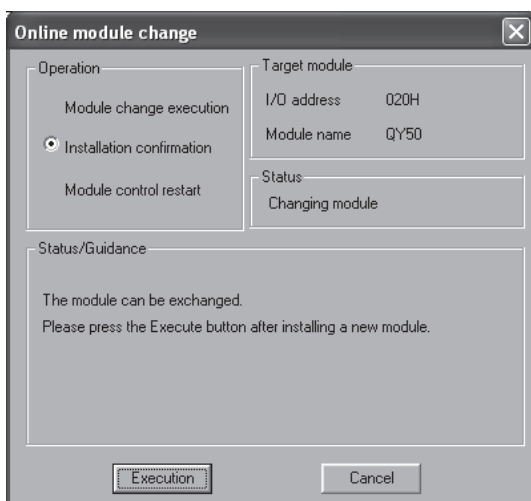 Online module change
Operation
Module change execution
Installation confirmation
Module control restart
Target module
I/O address 020H
Module name QY50
Status
Changing module
Status/Guidance
The module can be exchanged.
Please press the Execute button after installing a new module.
Execution
Cancel